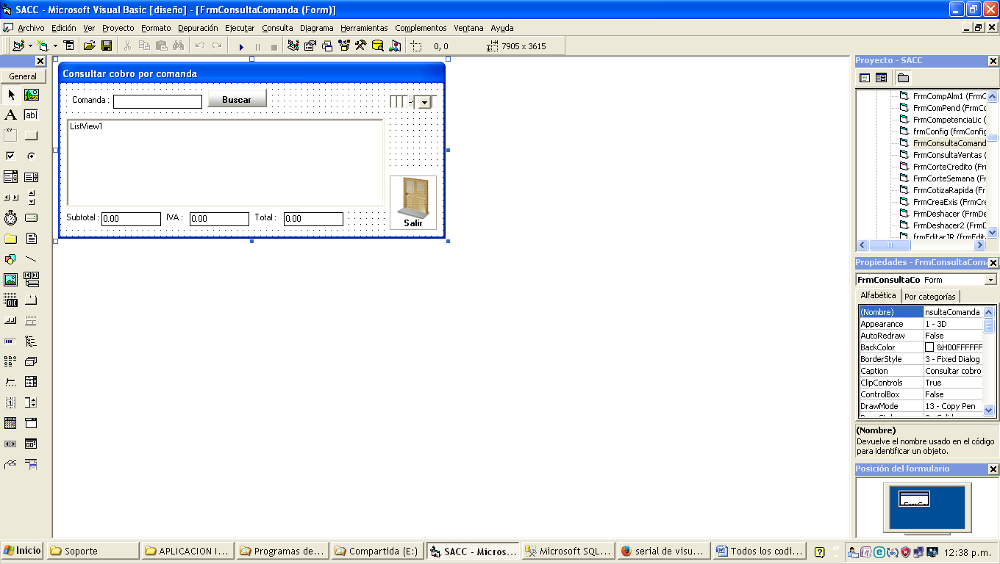 SACC - Microsoft Visual Basic [diseño] - [FrmConsultaComanda (Form)]
Archivo Edición Ver Proyecto Formato Depuración Ejecutar Consulta Diagrama Herramientas Complementos Ventana Ayuda
0, 0 7905 x 3615
General
Consultar cobro por comanda
Comanda : Buscar
ListView1
Subtotal : 0.00 IVA : 0.00 Total : 0.00
Salir
Proyecto - SACC
FrmCompAlm1 (FrmC
FrmComPend (FrmCo
FrmCompetenciaLic (
frmConfig (frmConfig
FrmConsultaComand
FrmConsultaVentas (
FrmCorteCredito (Frm
FrmCorteSemana (Frm
FrmCotizaRapida (Frm
FrmCreaExis (FrmCre
FrmDeshacer (FrmDe
FrmDeshacer2 (FrmD
frmEditarJR (frmEdit
Propiedades - FrmConsultaComa
FrmConsultaCo Form
Alfabética Por categorías
(Nombre) nsultaComanda
Appearance 1 - 3D
AutoRedraw False
BackColor &H00FFFFFF
BorderStyle 3 - Fixed Dialog
Caption Consultar cobro
ClipControls True
ControlBox False
DrawMode 13 - Copy Pen
(Nombre)
Devuelve el nombre usado en el código
para identificar un objeto.
Posición del formulario
Inicio Soporte APLICACION I... Programas de... Compartida (E:) SACC - Micros... Microsoft SQL... serial de visu... Todos los codi... 12:38 p.m.